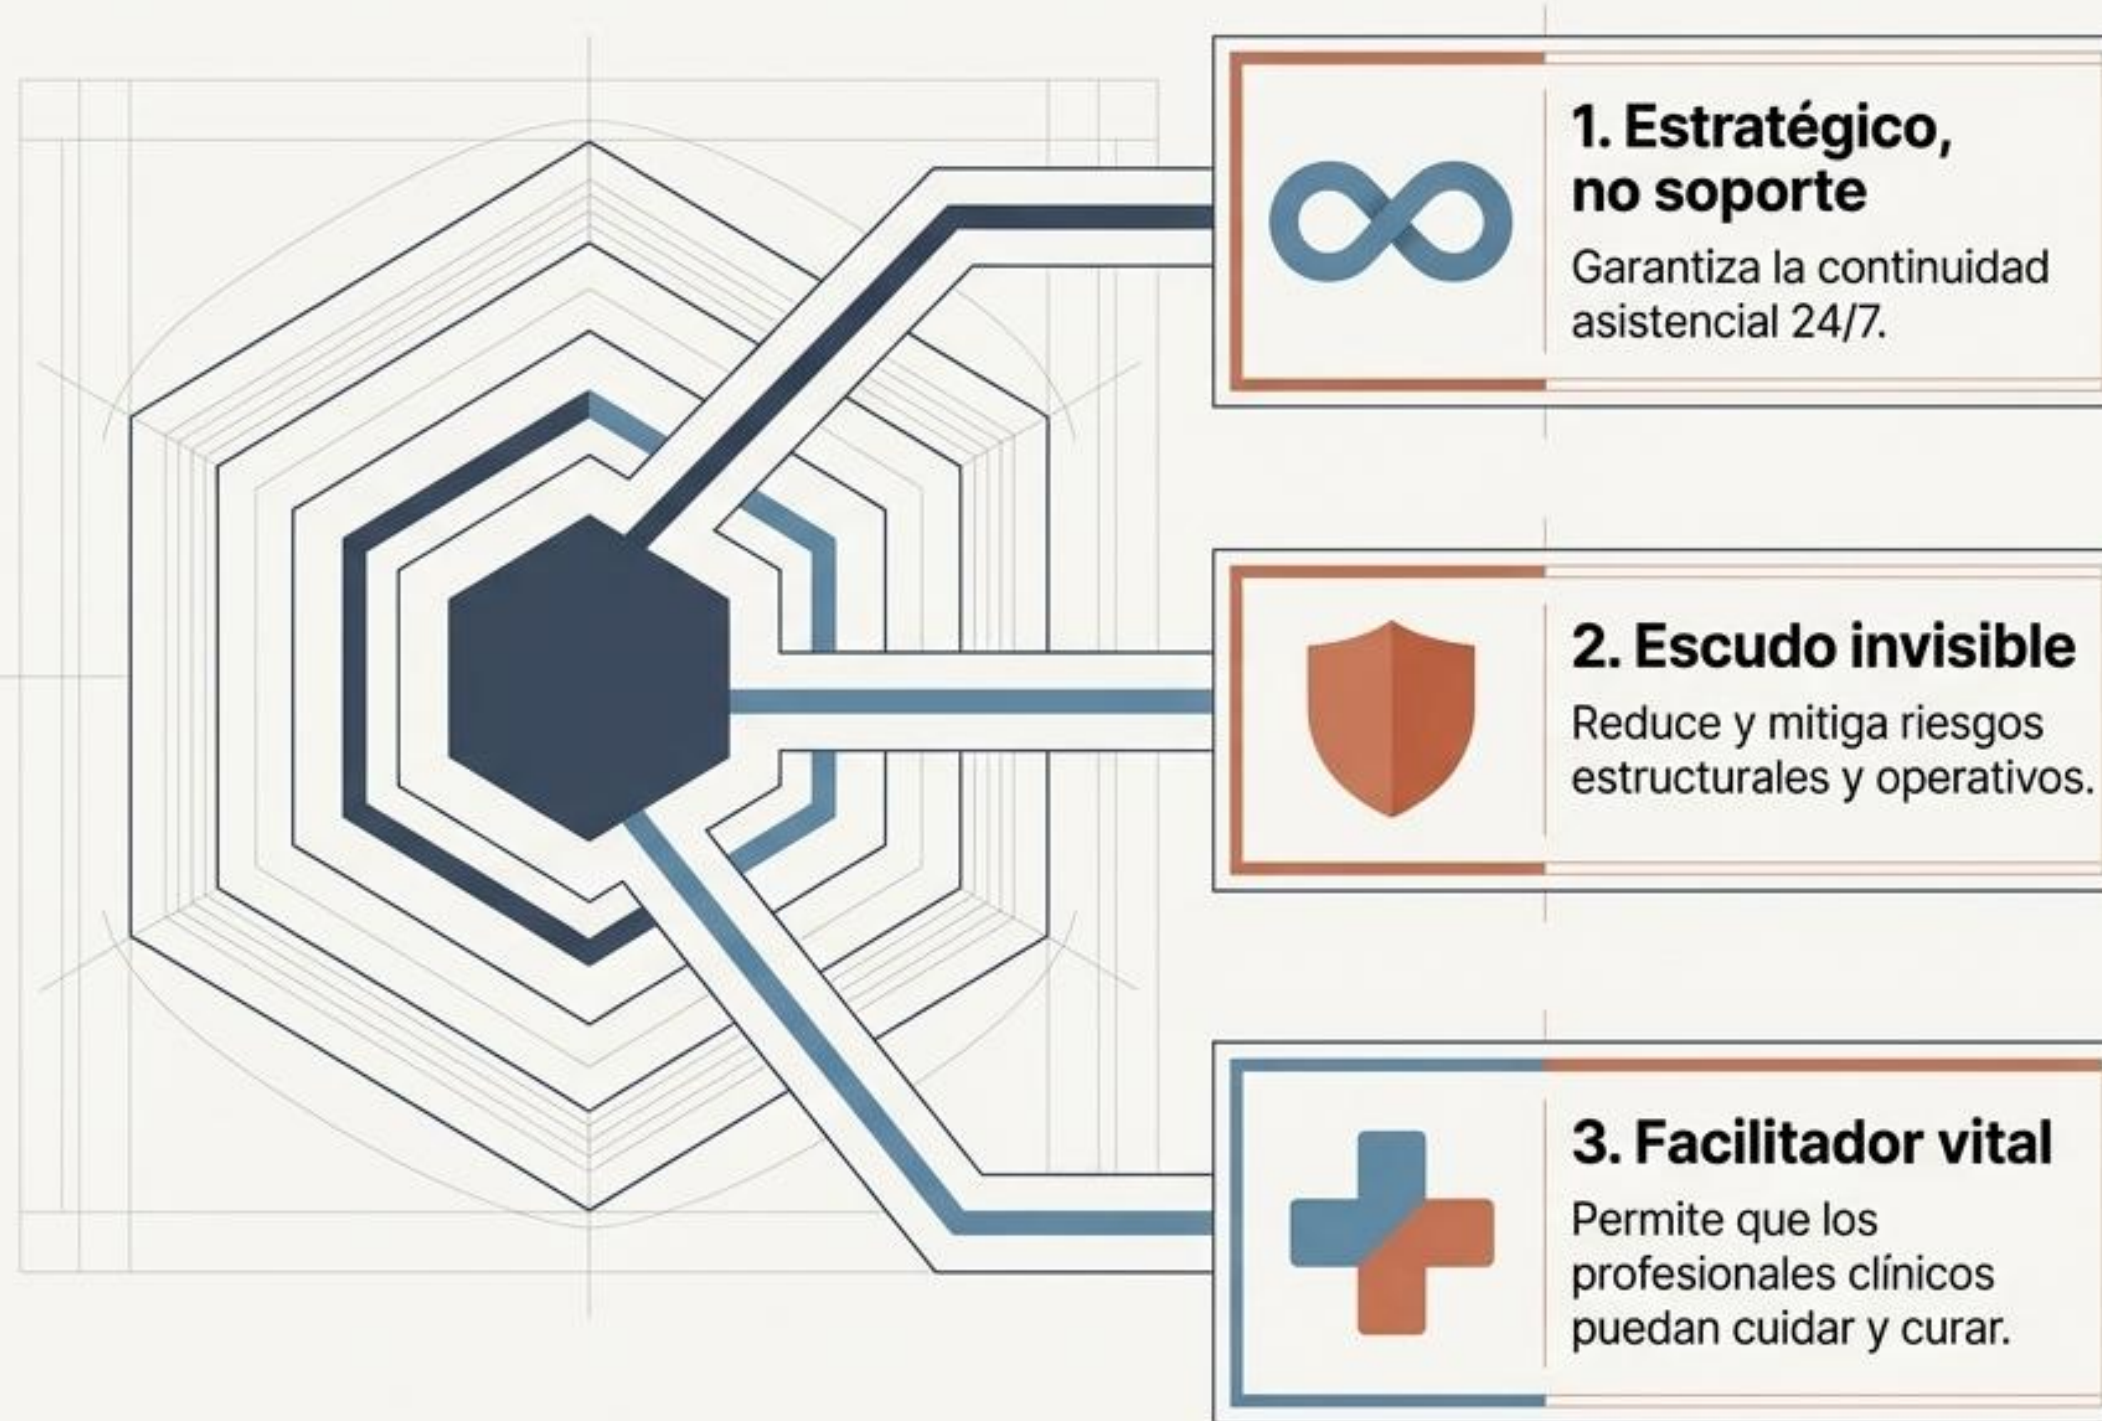 1. Estratégico,
no soporte
Garantiza la continuidad
asistencial 24/7.
2. Escudo invisible
Reduce y mitiga riesgos
estructurales y operativos.
3. Facilitador vital
Permite que los
profesionales clínicos
puedan cuidar y curar.